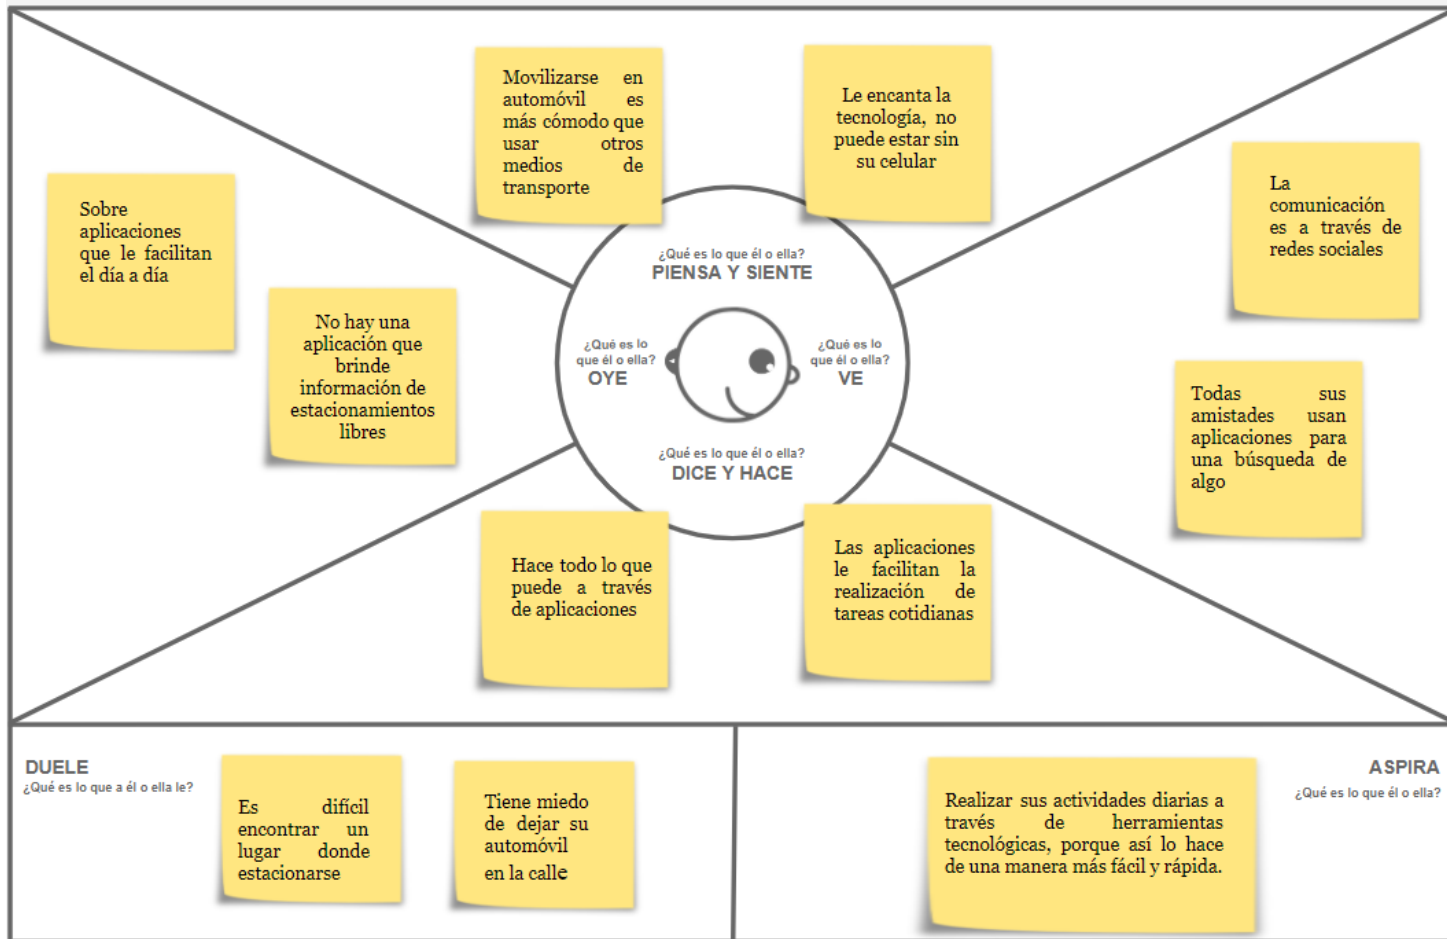 Movilizarse en
automóvil es
más cómodo que
usar otros
medios de
transporte
Le encanta la
tecnología, no
puede estar sin
su celular
Sobre
aplicaciones
que le facilitan
el día a día
No hay una
aplicación que
brinde
información de
estacionamientos
libres
¿Qué es lo que él o ella?
PIENSA Y SIENTE
¿Qué es lo
que él o ella?
OYE
¿Qué es lo
que él o ella?
VE
¿Qué es lo que él o ella?
DICE Y HACE
La
comunicación
es a través de
redes sociales
Todas sus
amistades usan
aplicaciones para
una búsqueda de
algo
Hace todo lo que
puede a través
de aplicaciones
Las aplicaciones
le facilitan la
realización de
tareas cotidianas
DUELE
¿Qué es lo que a él o ella le?
Es difícil
encontrar un
lugar donde
estacionarse
Tiene miedo
de dejar su
automóvil
en la calle
Realizar sus actividades diarias a
través de herramientas
tecnológicas, porque así lo hace
de una manera más fácil y rápida.
ASPIRA
¿Qué es lo que él o ella?